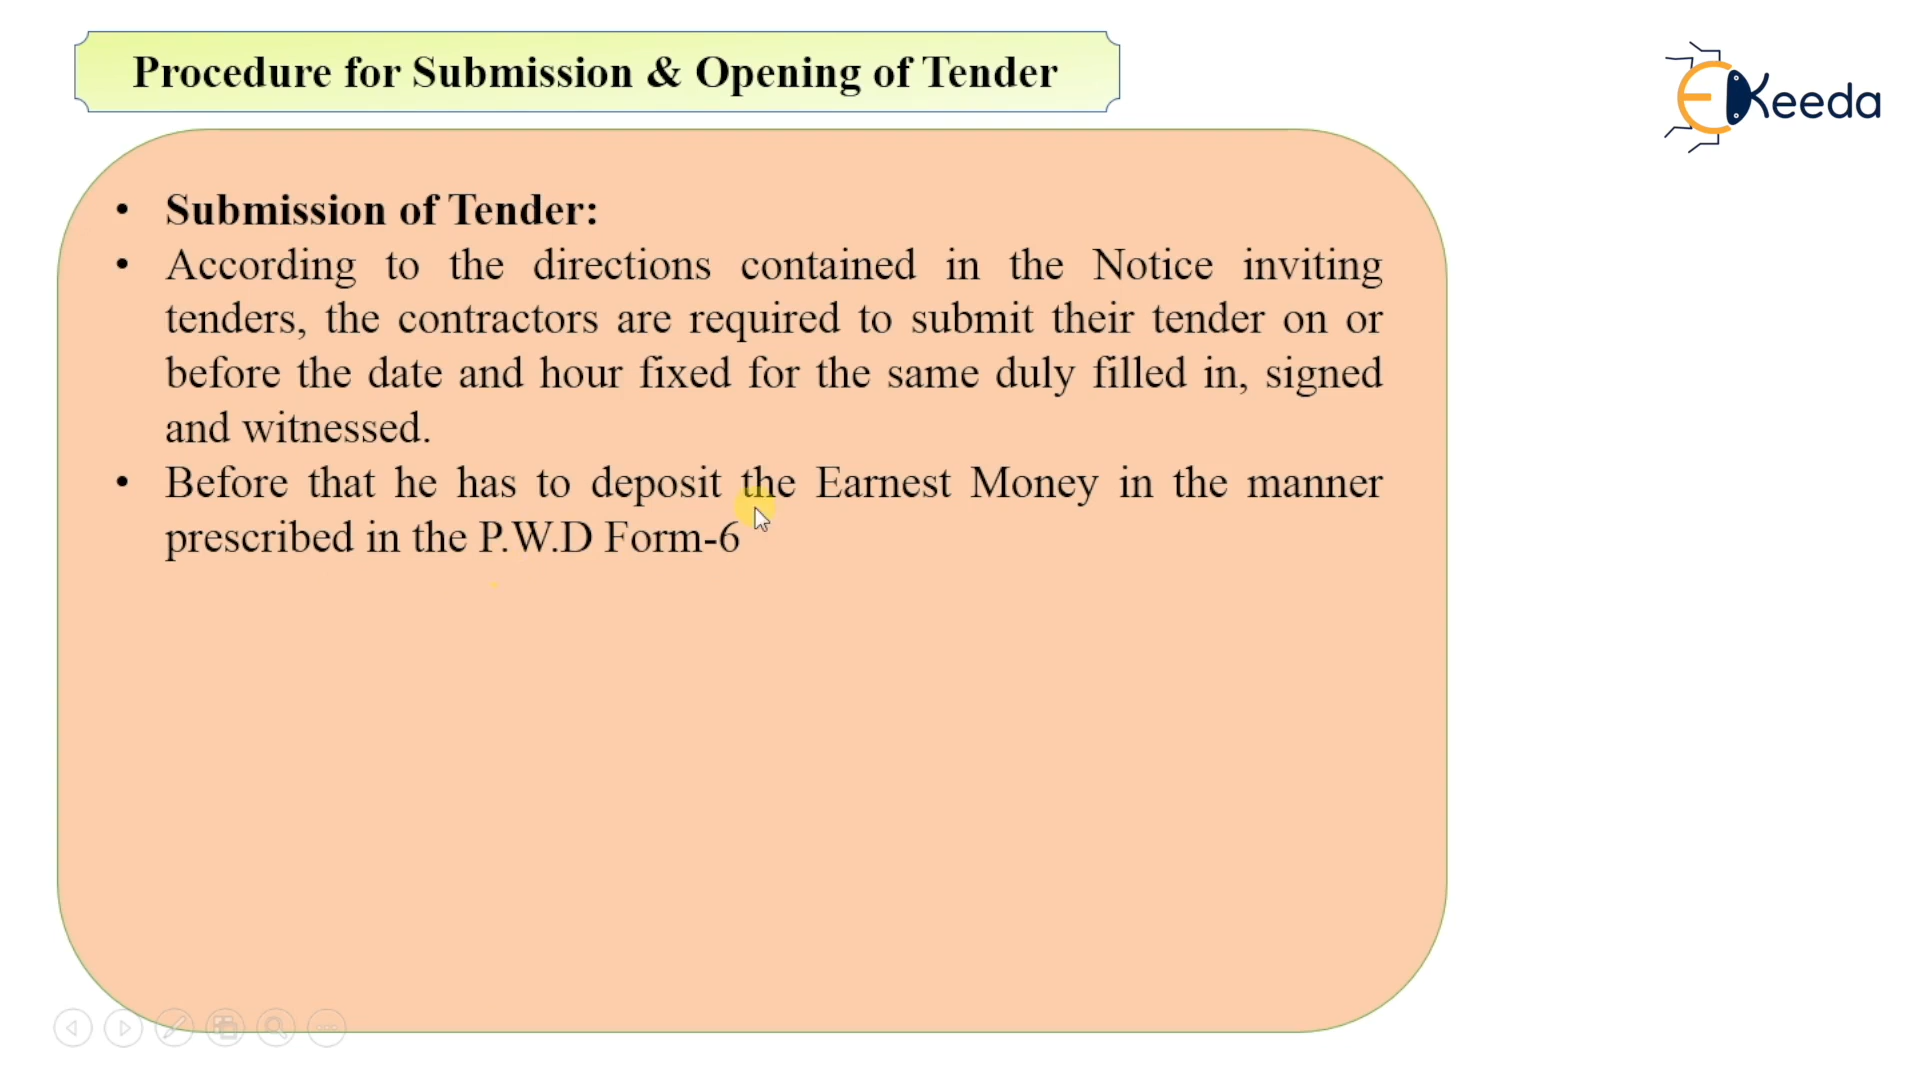 Procedure for Submission & Opening of Tender
EKeeda
• Submission of Tender:
• According to the directions contained in the Notice inviting
tenders, the contractors are required to submit their tender on or
before the date and hour fixed for the same duly filled in, signed
and witnessed.
• Before that he has to deposit the Earnest Money in the manner
prescribed in the P.W.D Form-6